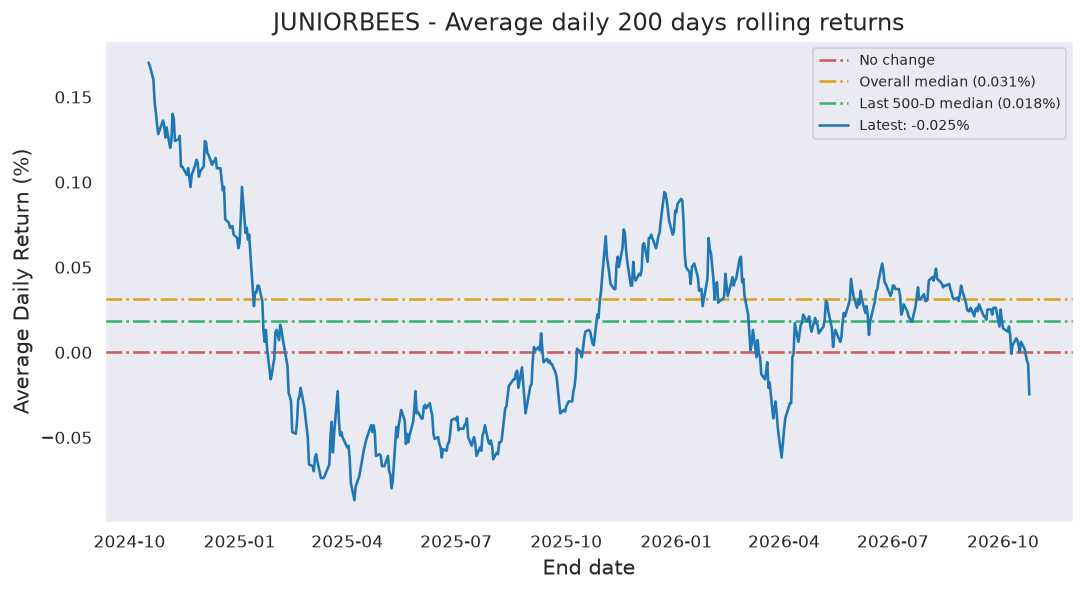 JUNIORBEES - Average daily 200 days rolling returns
No change
Overall median (0.031%)
Last 500-D median (0.018%)
Latest: -0.025%
Average Daily Return (%)
0.15
0.10
0.05
0.00
−0.05
2024-10 2025-01 2025-04 2025-07 2025-10 2026-01 2026-04 2026-07 2026-10
End date